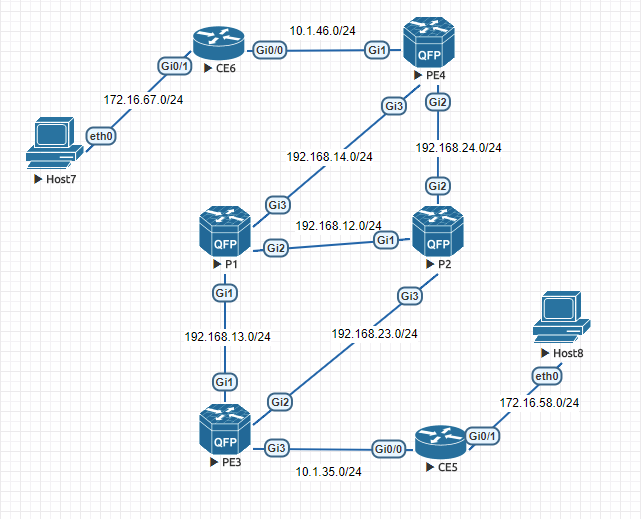 10.1.46.0/24
Gi0/0
Gi1
QFP
CE6
PE4
Gi0/1
Gi3
Gi2
172.16.67.0/24
eth0
192.168.14.0/24
192.168.24.0/24
Host7
Gi2
Gi3
192.168.12.0/24
QFP
Gi2
Gi1
QFP
P1
P2
Gi1
Gi3
192.168.13.0/24
192.168.23.0/24
Host8
eth0
Gi1
Gi2
172.16.58.0/24
QFP
Gi3
Gi0/0
Gi0/1
PE3
CE5
10.1.35.0/24